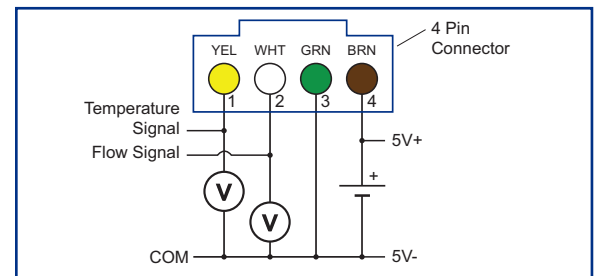 4 Pin
Connector
YEL WHT GRN BRN
1 2 3 4
Temperature
Signal
Flow Signal
5V+
+
V
V
COM
5V-